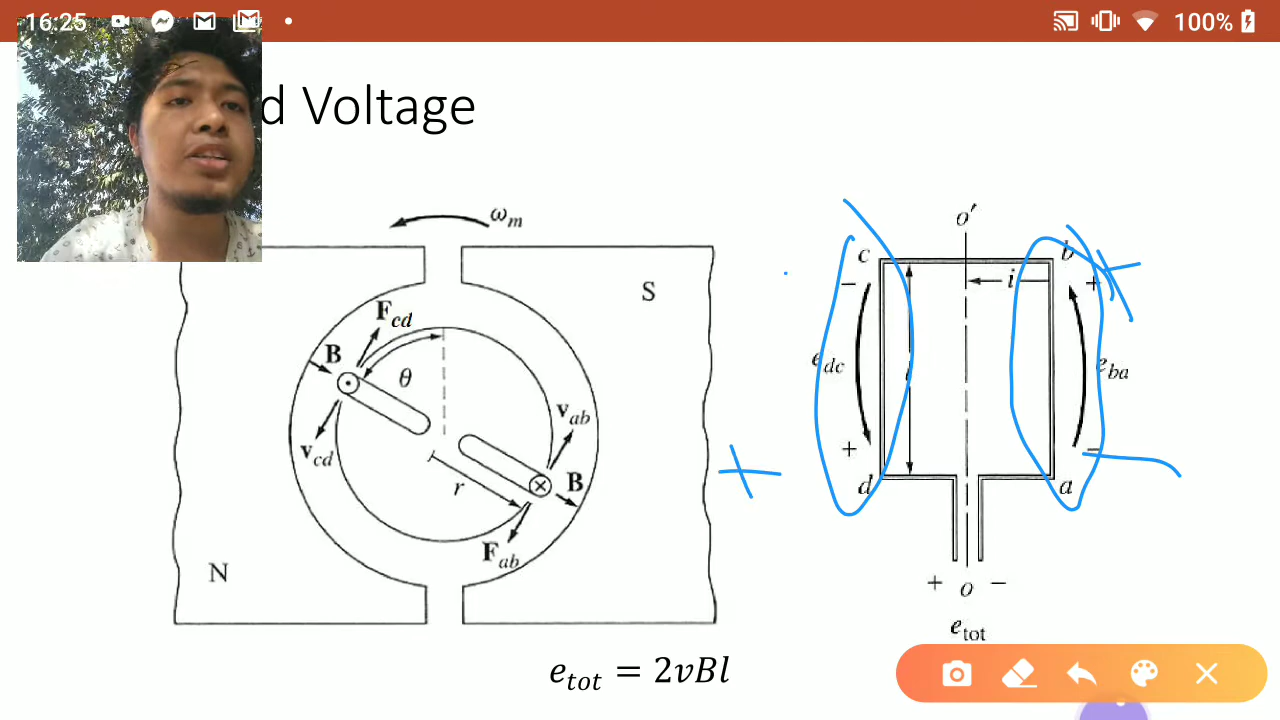 16:25
100%
d Voltage
ω_m
o′
S
c
b
−
i
+
F_cd
B
θ
l
e_dc
e_ba
v_ab
v_cd
+
−
r
B
d
a
F_ab
N
+ o −
e_tot
e_tot = 2vBl